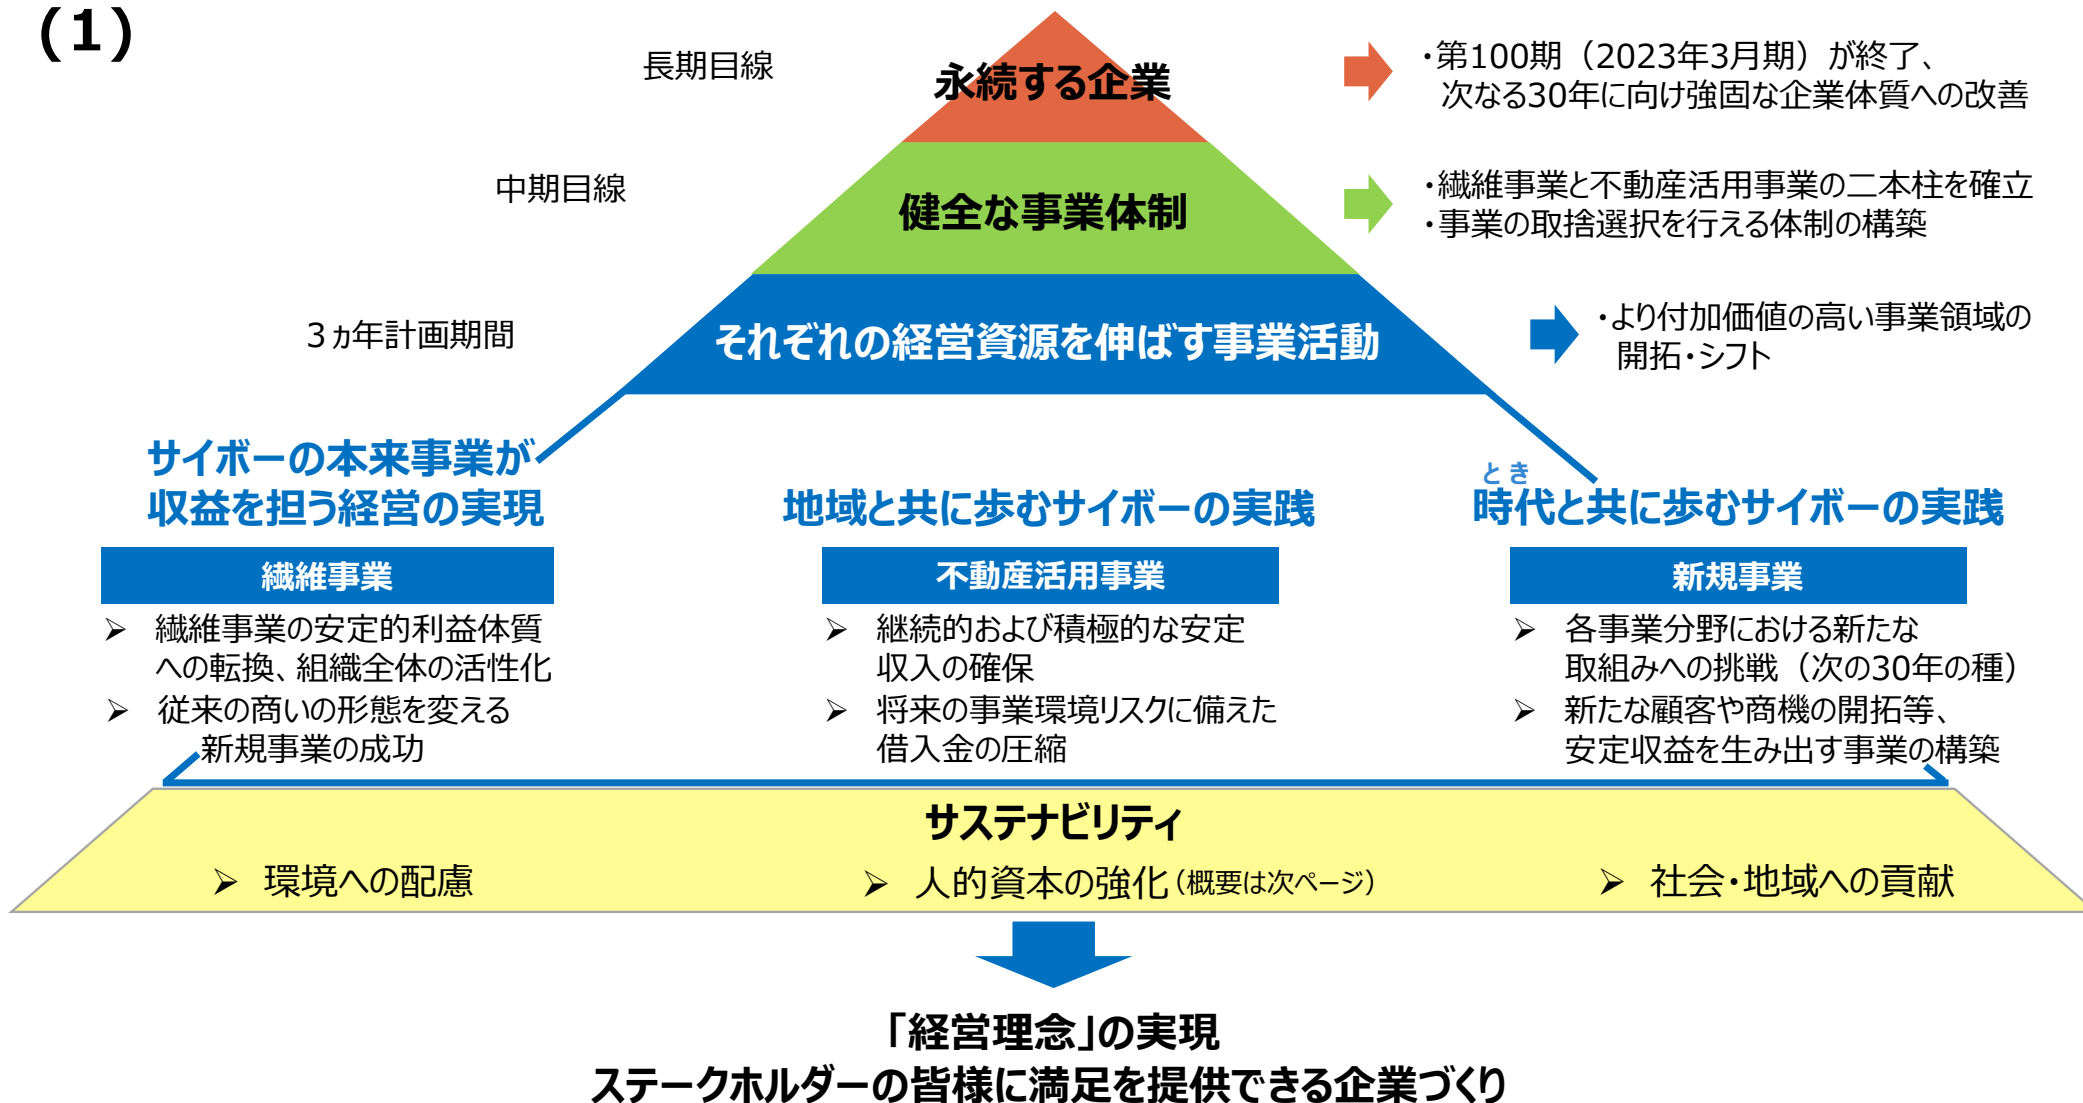 (1)
長期目線
永続する企業
・第100期（2023年3月期）が終了、
次なる30年に向け強固な企業体質への改善
中期目線
健全な事業体制
・繊維事業と不動産活用事業の二本柱を確立
・事業の取捨選択を行える体制の構築
３ヵ年計画期間
それぞれの経営資源を伸ばす事業活動
・より付加価値の高い事業領域の
開拓・シフト
サイボーの本来事業が
収益を担う経営の実現
繊維事業
➢ 繊維事業の安定的利益体質
への転換、組織全体の活性化
➢ 従来の商いの形態を変える
新規事業の成功
地域と共に歩むサイボーの実践
不動産活用事業
➢ 継続的および積極的な安定
収入の確保
➢ 将来の事業環境リスクに備えた
借入金の圧縮
とき
時代と共に歩むサイボーの実践
新規事業
➢ 各事業分野における新たな
取組みへの挑戦（次の30年の種）
➢ 新たな顧客や商機の開拓等、
安定収益を生み出す事業の構築
サステナビリティ
➢ 環境への配慮
➢ 人的資本の強化（概要は次ページ）
➢ 社会・地域への貢献
「経営理念」の実現
ステークホルダーの皆様に満足を提供できる企業づくり